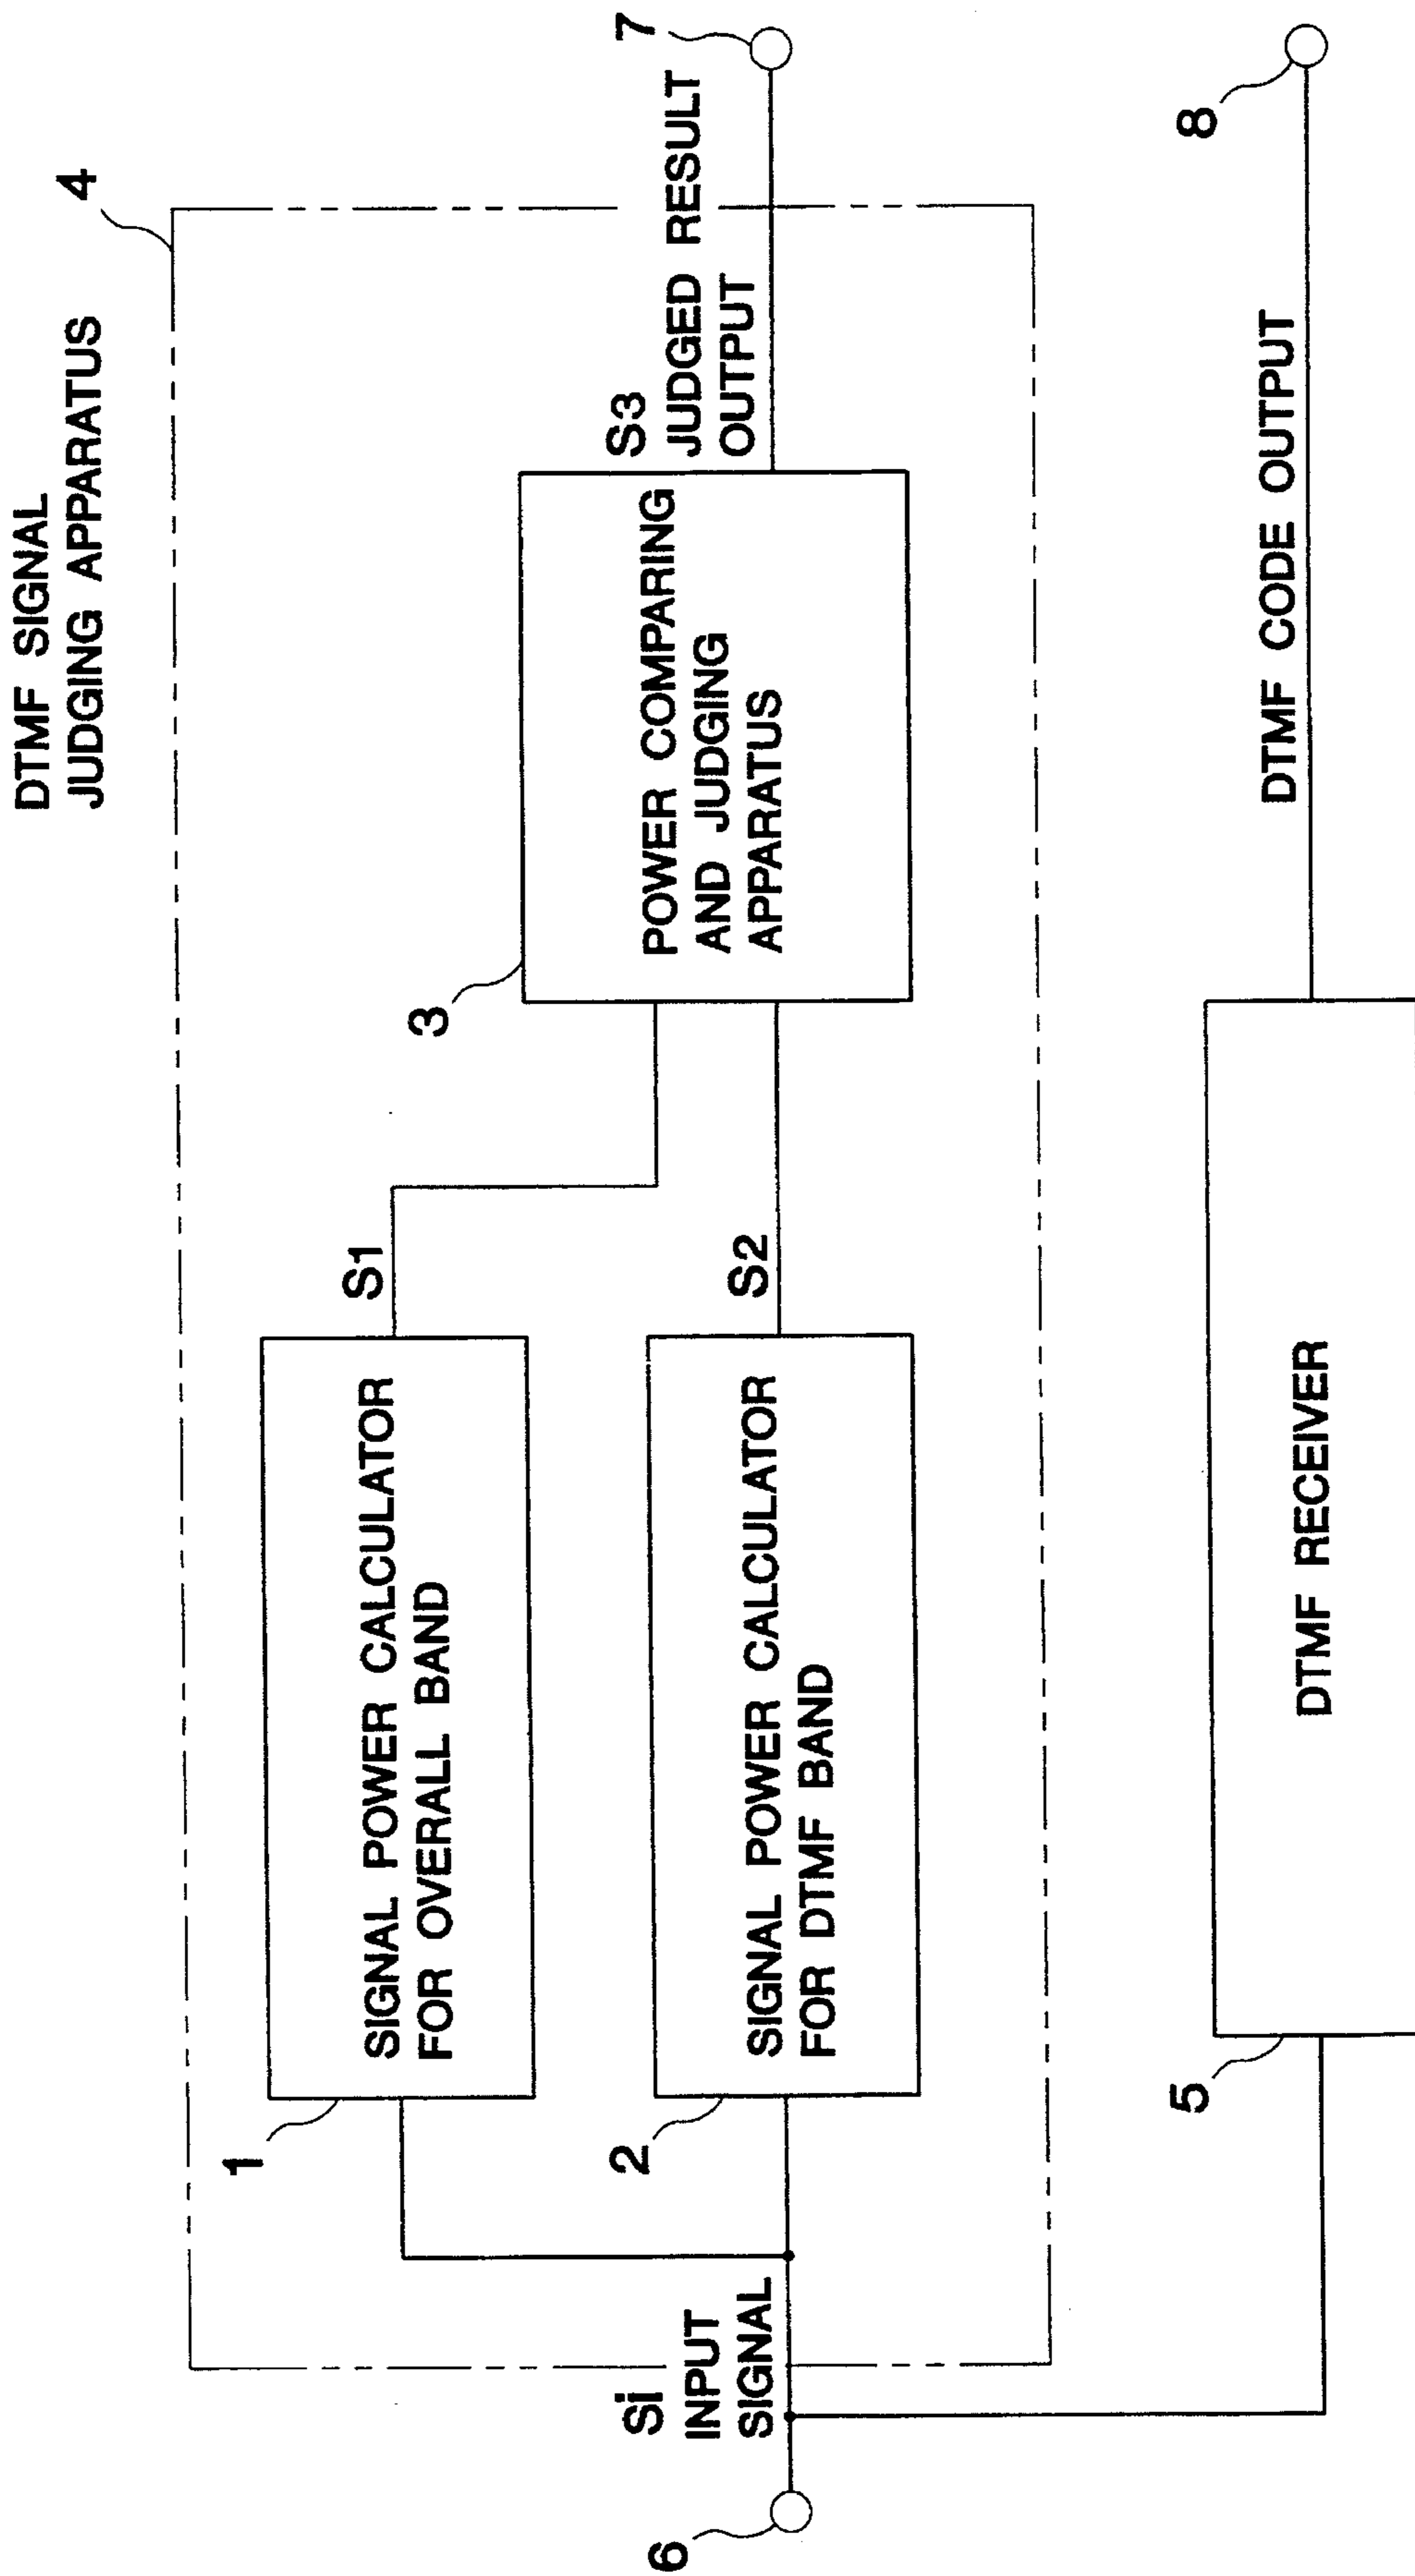 DTMF SIGNAL
JUDGING APPARATUS
4
1
SIGNAL POWER CALCULATOR
FOR OVERALL BAND
S1
3
POWER COMPARING
AND JUDGING
APPARATUS
S3
JUDGED RESULT
OUTPUT
7
6
Si
INPUT
SIGNAL
2
SIGNAL POWER CALCULATOR
FOR DTMF BAND
S2
5
DTMF RECEIVER
DTMF CODE OUTPUT
8